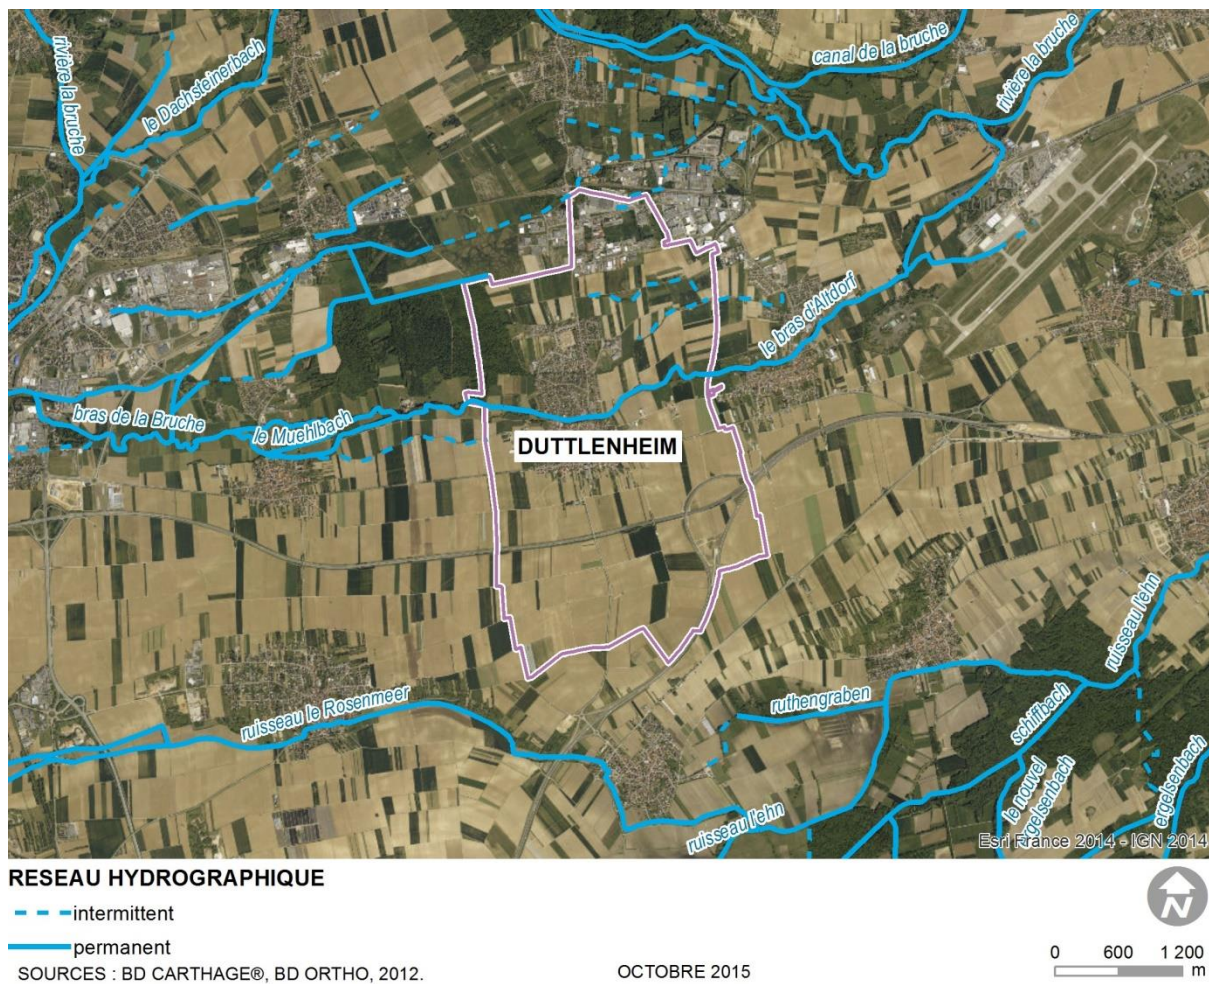 rivière la bruche
le Dachsteinerbach
canal de la bruche
rivière la bruche
le bras d'Altdorf
bras de la Bruche
le Muehlbach
DUTTLENHEIM
ruisseau l'ehn
ruisseau le Rosenmeer
ruthengraben
schiffbach
le nouvel
ergelsenbach
ergelsenbach
ruisseau l'ehn
Esri France 2014 - IGN 2014
RESEAU HYDROGRAPHIQUE
intermittent
permanent
SOURCES : BD CARTHAGE®, BD ORTHO, 2012.
OCTOBRE 2015
N
0 600 1 200
m